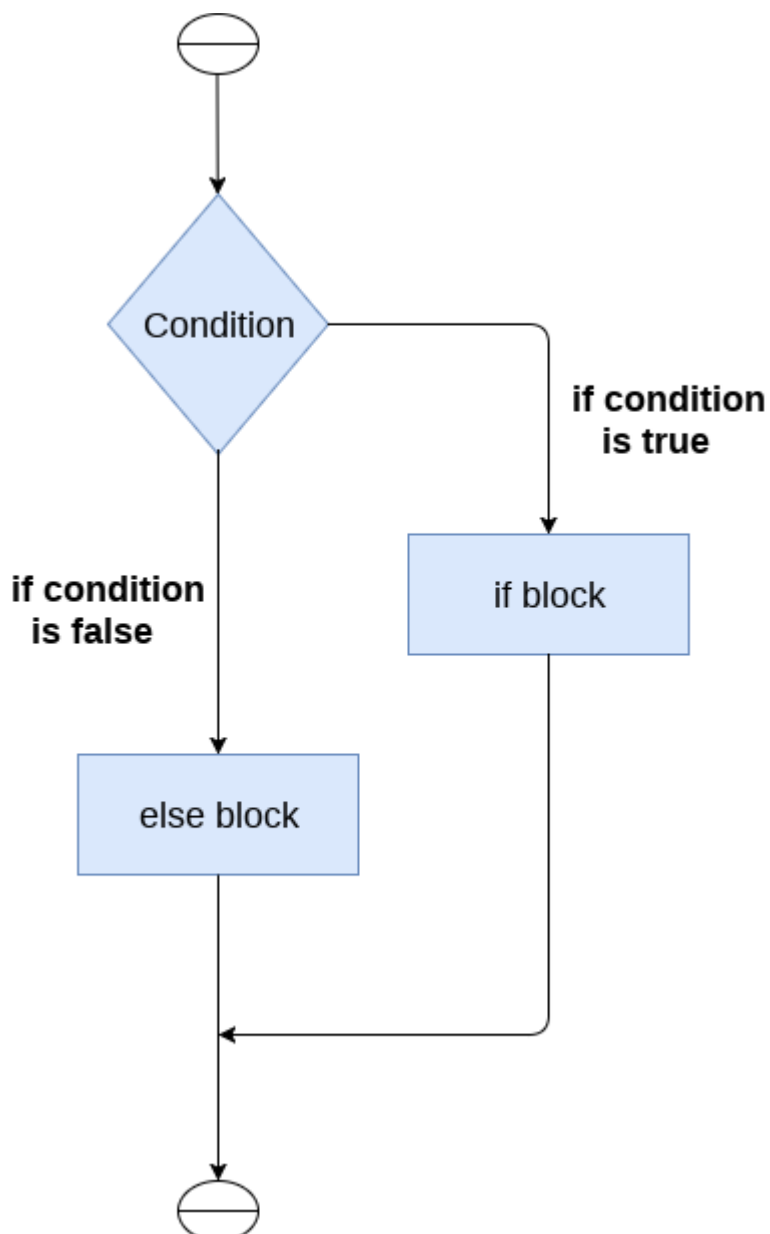 Condition
if condition
is true
if condition
is false
if block
else block